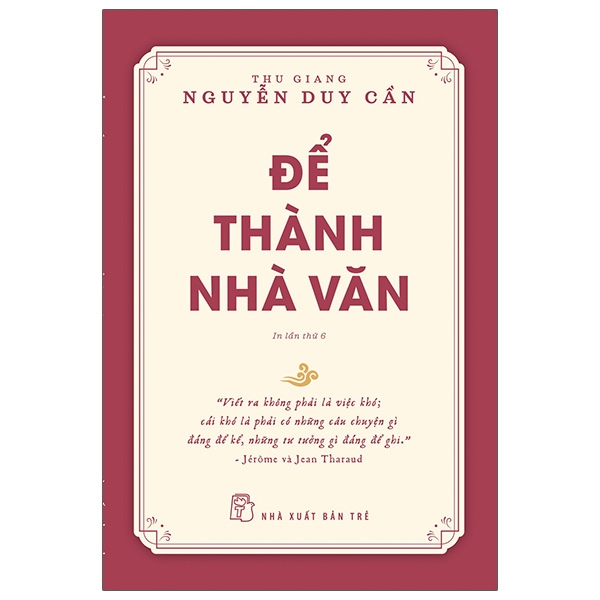 THU GIANG
NGUYỄN DUY CẦN
ĐỂ
THÀNH
NHÀ VĂN
In lần thứ 6
“Viết ra không phải là việc khó;
cái khó là phải có những câu chuyện gì
đáng để kể, những tư tưởng gì đáng để ghi.”
- Jérôme và Jean Tharaud
NHÀ XUẤT BẢN TRẺ